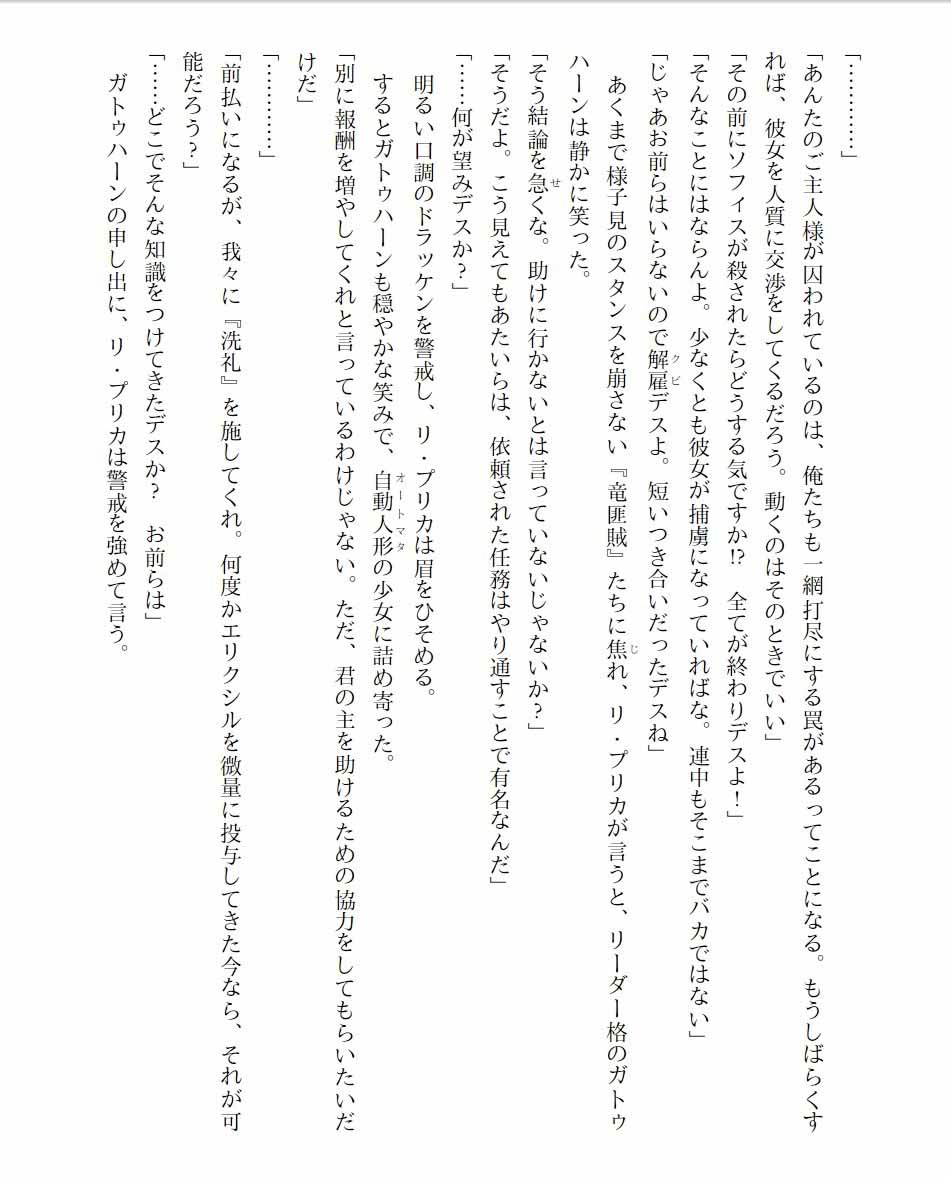 「…………」
「あんたのご主人様が囚われているのは、俺たちも一網打尽にする罠があるってことになる。もうしばらくす
れば、彼女を人質に交渉をしてくるだろう。動くのはそのときでいい」
「その前にソフィスが殺されたらどうする気ですか!?　全てが終わりデスよ！」
「そんなことにはならんよ。少なくとも彼女が捕虜になっていればな。連中もそこまでバカではない」
「じゃあお前らはいらないので解雇クビデスよ。短いつき合いだったデスね」
　あくまで様子見のスタンスを崩さない『竜匪賊』たちに焦じれ、リ・プリカが言うと、リーダー格のガトゥ
ハーンは静かに笑った。
「そう結論を急せくな。助けに行かないとは言っていないじゃないか？」
「そうだよ。こう見えてもあたいらは、依頼された任務はやり通すことで有名なんだ」
「……何が望みデスか？」
　明るい口調のドラッケンを警戒し、リ・プリカは眉をひそめる。
　するとガトゥハーンも穏やかな笑みで、自動人形オートマタの少女に詰め寄った。
「別に報酬を増やしてくれと言っているわけじゃない。ただ、君の主を助けるための協力をしてもらいたいだ
けだ」
「…………」
「前払いになるが、我々に『洗礼』を施してくれ。何度かエリクシルを微量に投与してきた今なら、それが可
能だろう？」
「……どこでそんな知識をつけてきたデスか？　お前らは」
　ガトゥハーンの申し出に、リ・プリカは警戒を強めて言う。